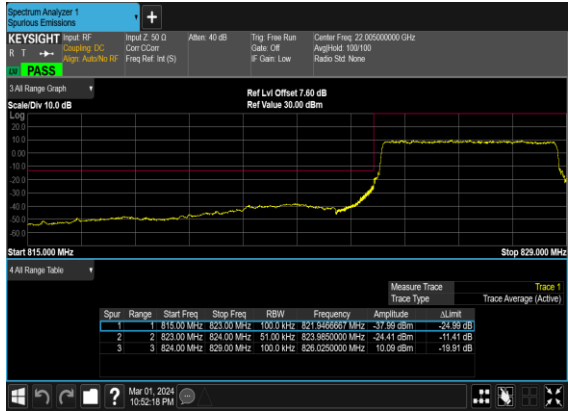 Spectrum Analyzer 1
Spurious Emissions
+
KEYSIGHT Input: RF Input Z: 50 Ω Atten: 40 dB Trig: Free Run Center Freq: 22.005000000 GHz
R T Coupling: DC Corr CCorr Gate: Off Avg|Hold: 100/100
Align: Auto/No RF Freq Ref: Int (S) IF Gain: Low Radio Std: None
LU PASS
3 All Range Graph
Ref Lvl Offset 7.60 dB
Scale/Div 10.0 dB Ref Value 30.00 dBm
Log
20.0
10.0
0.00
-10.0
-20.0
-30.0
-40.0
-50.0
-60.0
Start 815.000 MHz Stop 829.000 MHz
4 All Range Table
Measure Trace Trace 1
Trace Type Trace Average (Active)
Spur Range Start Freq Stop Freq RBW Frequency Amplitude ΔLimit
1 1 815.00 MHz 823.00 MHz 100.0 kHz 821.9466667 MHz -37.99 dBm -24.99 dB
2 2 823.00 MHz 824.00 MHz 51.00 kHz 823.9850000 MHz -24.41 dBm -11.41 dB
3 3 824.00 MHz 829.00 MHz 100.0 kHz 826.0250000 MHz 10.09 dBm -19.91 dB
? Mar 01, 2024
10:52:18 PM